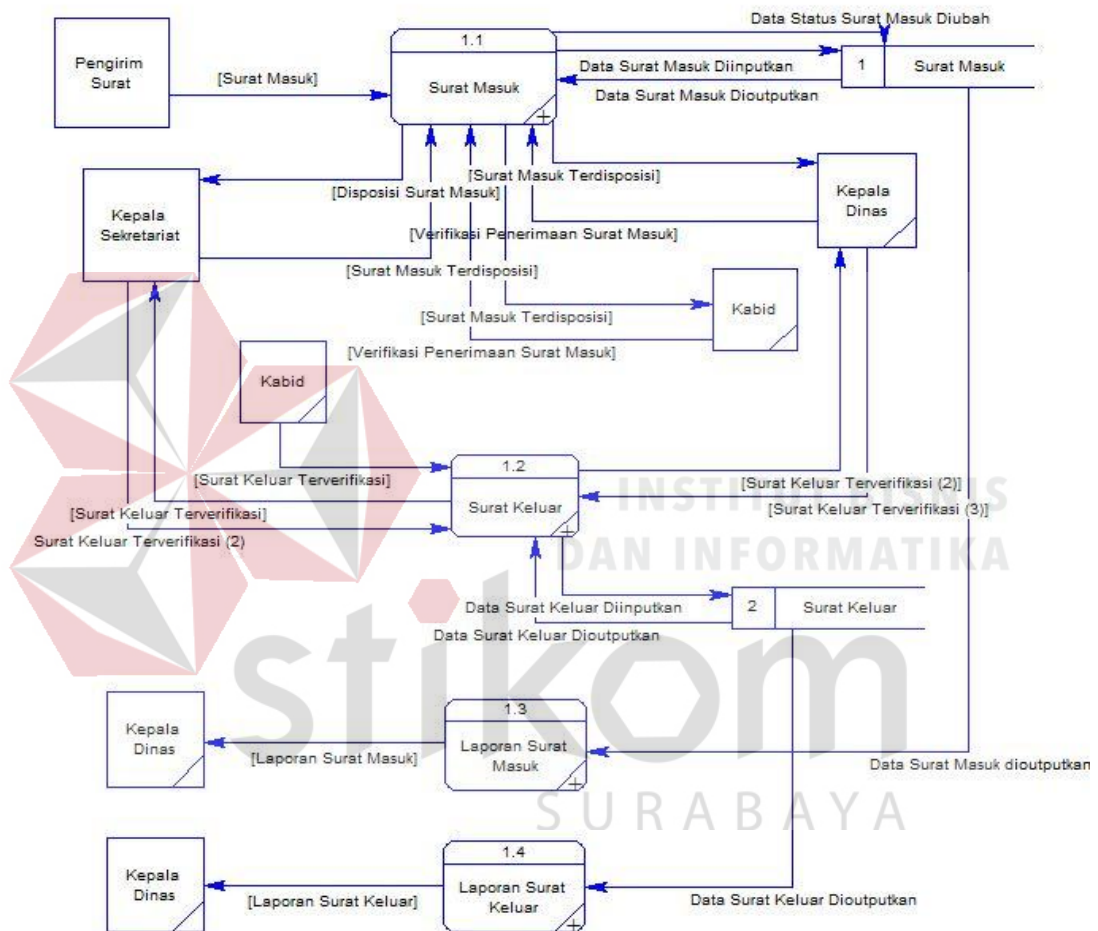 Data Status Surat Masuk Diubah
1.1
Pengirim
Surat
[Surat Masuk]
Surat Masuk
Data Surat Masuk Diinputkan
1
Surat Masuk
Data Surat Masuk Dioutputkan
[Surat Masuk Terdisposisi]
[Disposisi Surat Masuk]
Kepala
Sekretariat
Kepala
Dinas
[Verifikasi Penerimaan Surat Masuk]
[Surat Masuk Terdisposisi]
[Surat Masuk Terdisposisi]
Kabid
[Verifikasi Penerimaan Surat Masuk]
Kabid
1.2
[Surat Keluar Terverifikasi]
Surat Keluar
[Surat Keluar Terverifikasi (2)]
[Surat Keluar Terverifikasi]
[Surat Keluar Terverifikasi (3)]
Surat Keluar Terverifikasi (2)
INSTITUT BISNIS
DAN INFORMATIKA
Data Surat Keluar Diinputkan
2
Surat Keluar
Data Surat Keluar Dioutputkan
stikom
SURABAYA
Kepala
Dinas
[Laporan Surat Masuk]
1.3
Laporan Surat
Masuk
Data Surat Masuk dioutputkan
Kepala
Dinas
[Laporan Surat Keluar]
1.4
Laporan Surat
Keluar
Data Surat Keluar Dioutputkan